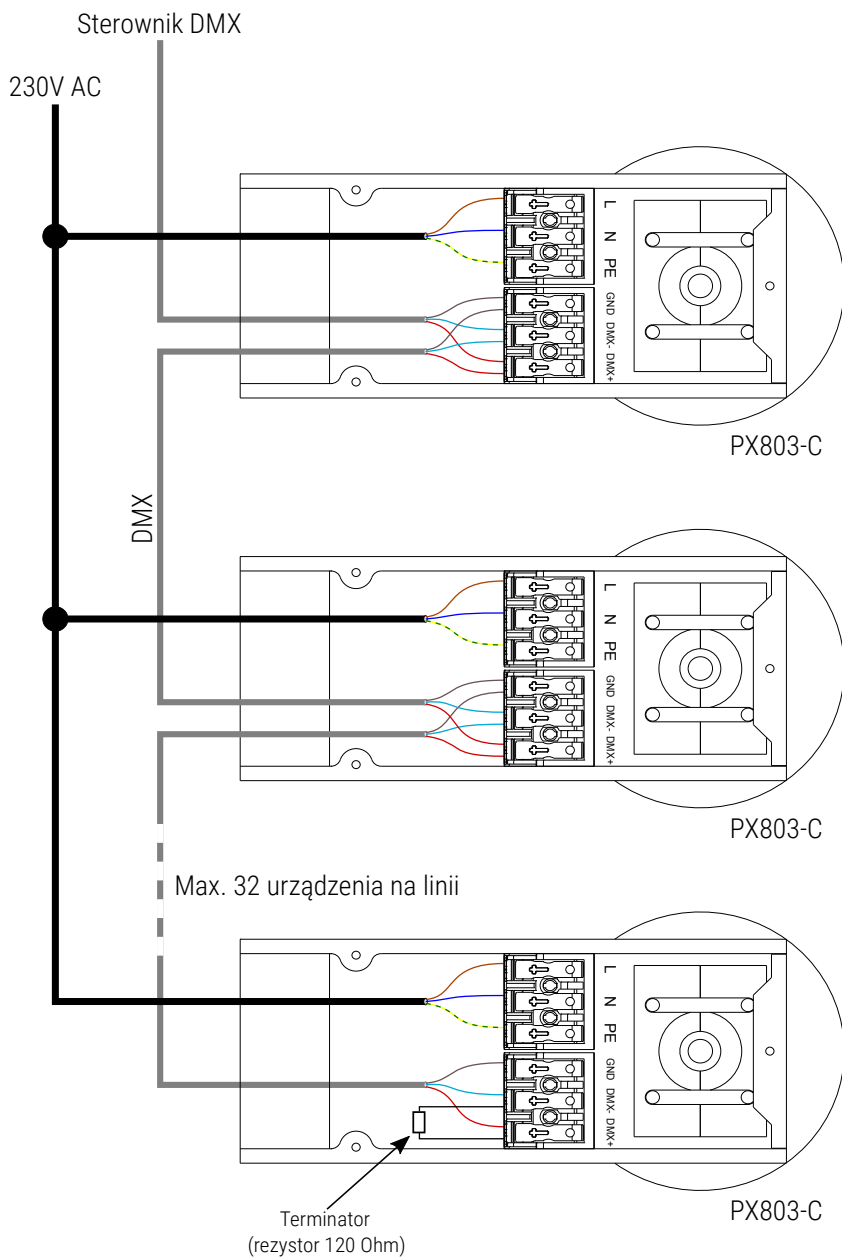 Sterownik DMX
230V AC
L
N
PE
GND
DMX-
DMX+
PX803-C
DMX
L
N
PE
GND
DMX-
DMX+
PX803-C
Max. 32 urządzenia na linii
L
N
PE
GND
DMX-
DMX+
PX803-C
Terminator
(rezystor 120 Ohm)